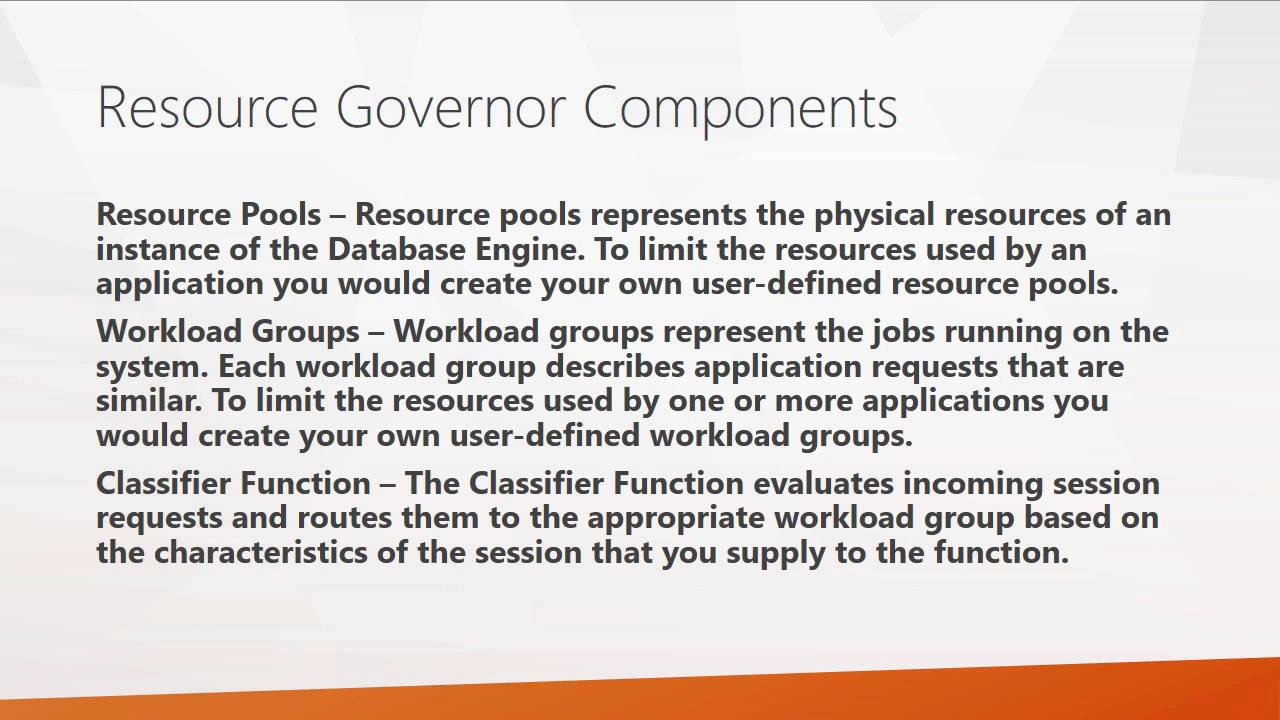 Resource Governor Components
Resource Pools – Resource pools represents the physical resources of an
instance of the Database Engine. To limit the resources used by an
application you would create your own user-defined resource pools.
Workload Groups – Workload groups represent the jobs running on the
system. Each workload group describes application requests that are
similar. To limit the resources used by one or more applications you
would create your own user-defined workload groups.
Classifier Function – The Classifier Function evaluates incoming session
requests and routes them to the appropriate workload group based on
the characteristics of the session that you supply to the function.